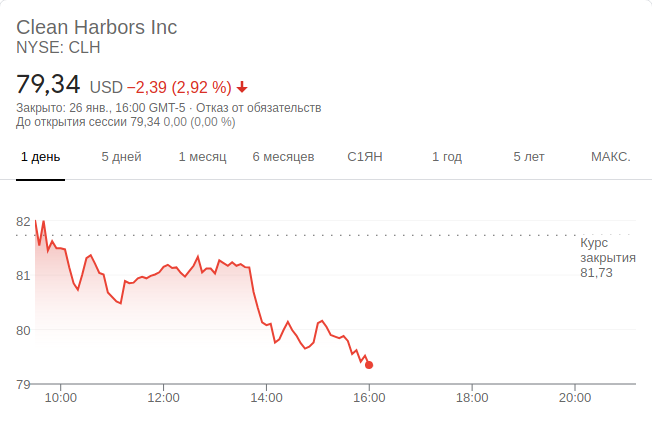 Clean Harbors Inc
NYSE: CLH
79,34 USD −2,39 (2,92 %)
Закрыто: 26 янв., 16:00 GMT-5 · Отказ от обязательств
До открытия сессии 79,34 0,00 (0,00 %)
1 день 5 дней 1 месяц 6 месяцев С1ЯН 1 год 5 лет МАКС.
82
Курс
закрытия
81,73
81
80
79
10:00 12:00 14:00 16:00 18:00 20:00